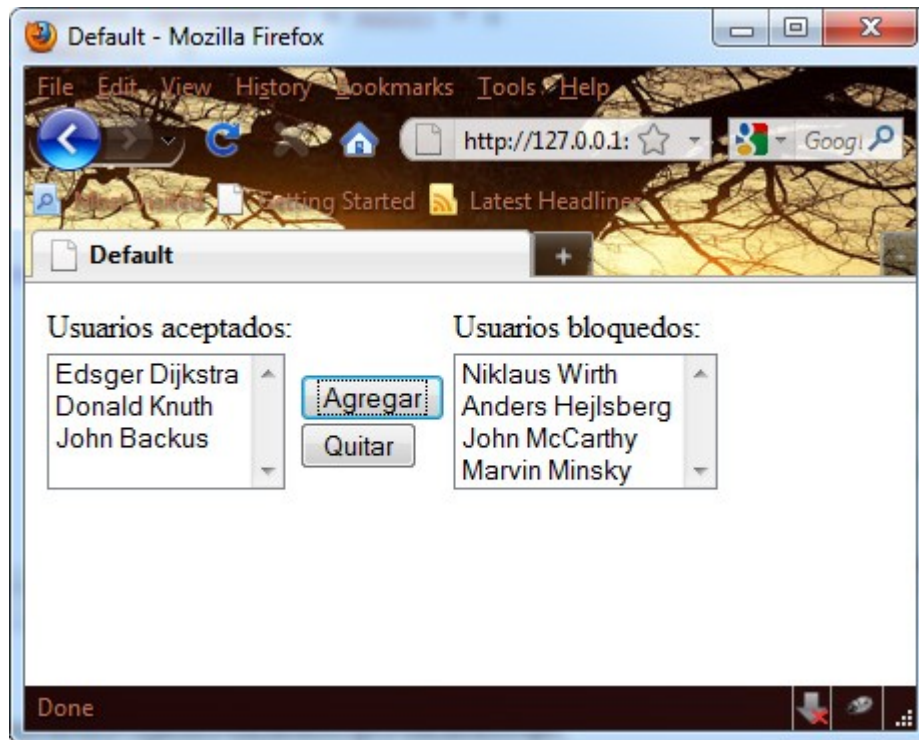 Default - Mozilla Firefox
File Edit View History Bookmarks Tools Help
http://127.0.0.1: Googl
Getting Started Latest Headlines
Default
Usuarios aceptados: Usuarios bloquedos:
Edsger Dijkstra
Donald Knuth
John Backus
Agregar
Quitar
Niklaus Wirth
Anders Hejlsberg
John McCarthy
Marvin Minsky
Done